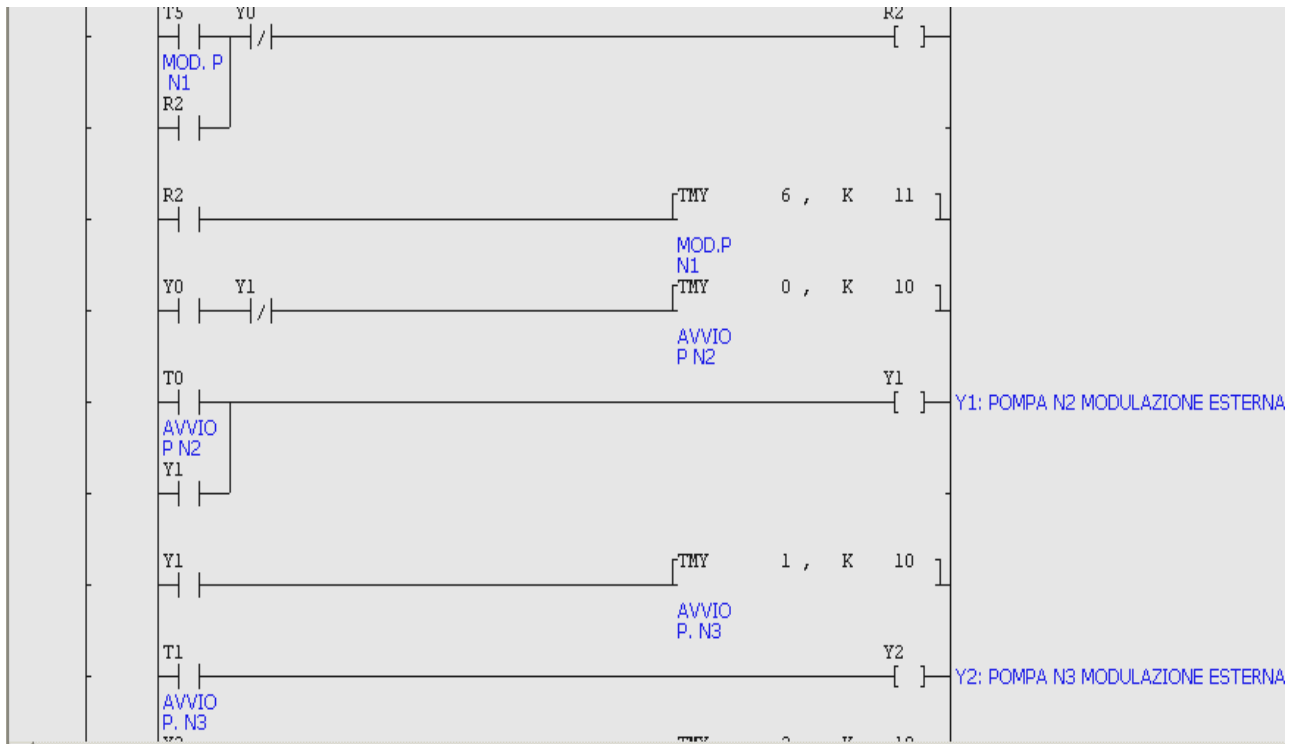 T5 Y0 R2
MOD. P
N1
R2
R2 TMY 6 , K 11
MOD.P
N1
Y0 Y1 TMY 0 , K 10
AVVIO
P N2
T0 Y1
Y1: POMPA N2 MODULAZIONE ESTERNA
AVVIO
P N2
Y1
Y1 TMY 1 , K 10
AVVIO
P. N3
T1 Y2
Y2: POMPA N3 MODULAZIONE ESTERNA
AVVIO
P. N3